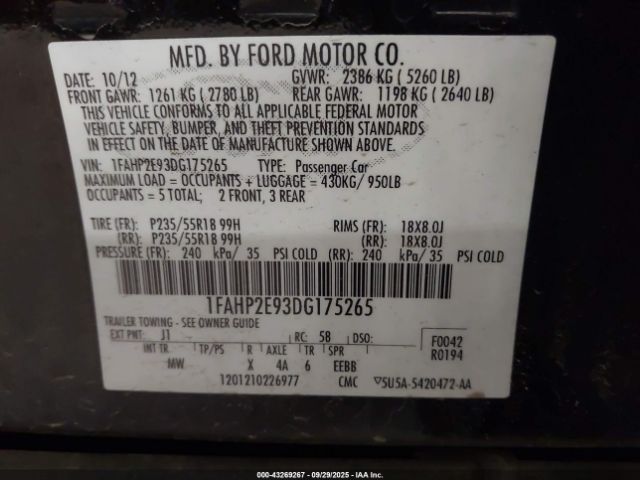 MFD. BY FORD MOTOR CO.
DATE: 10/12 GVWR: 2386 KG ( 5260 LB)
FRONT GAWR: 1261 KG ( 2780 LB) REAR GAWR: 1198 KG ( 2640 LB)
THIS VEHICLE CONFORMS TO ALL APPLICABLE FEDERAL MOTOR
VEHICLE SAFETY, BUMPER, AND THEFT PREVENTION STANDARDS
IN EFFECT ON THE DATE OF MANUFACTURE SHOWN ABOVE.
VIN: 1FAHP2E93DG175265 TYPE: Passenger Car
MAXIMUM LOAD = OCCUPANTS + LUGGAGE = 430KG/ 950LB
OCCUPANTS = 5 TOTAL: 2 FRONT, 3 REAR
TIRE (FR): P235/55R18 99H RIMS (FR): 18X8.0J
(RR): P235/55R18 99H (RR): 18X8.0J
PRESSURE (FR): 240 kPa/ 35 PSI COLD (RR): 240 kPa/ 35 PSI COLD
1FAHP2E93DG175265
TRAILER TOWING - SEE OWNER GUIDE
EXT PNT: J1 RC: 58 DSO: F0042
INT TR. TP/PS R AXLE TR SPR R0194
MW X 4A 6 EEBB
1201210226977 CMC ▽5U5A-5420472-AA
000-43269267 - 09/29/2025 - IAA, Inc.